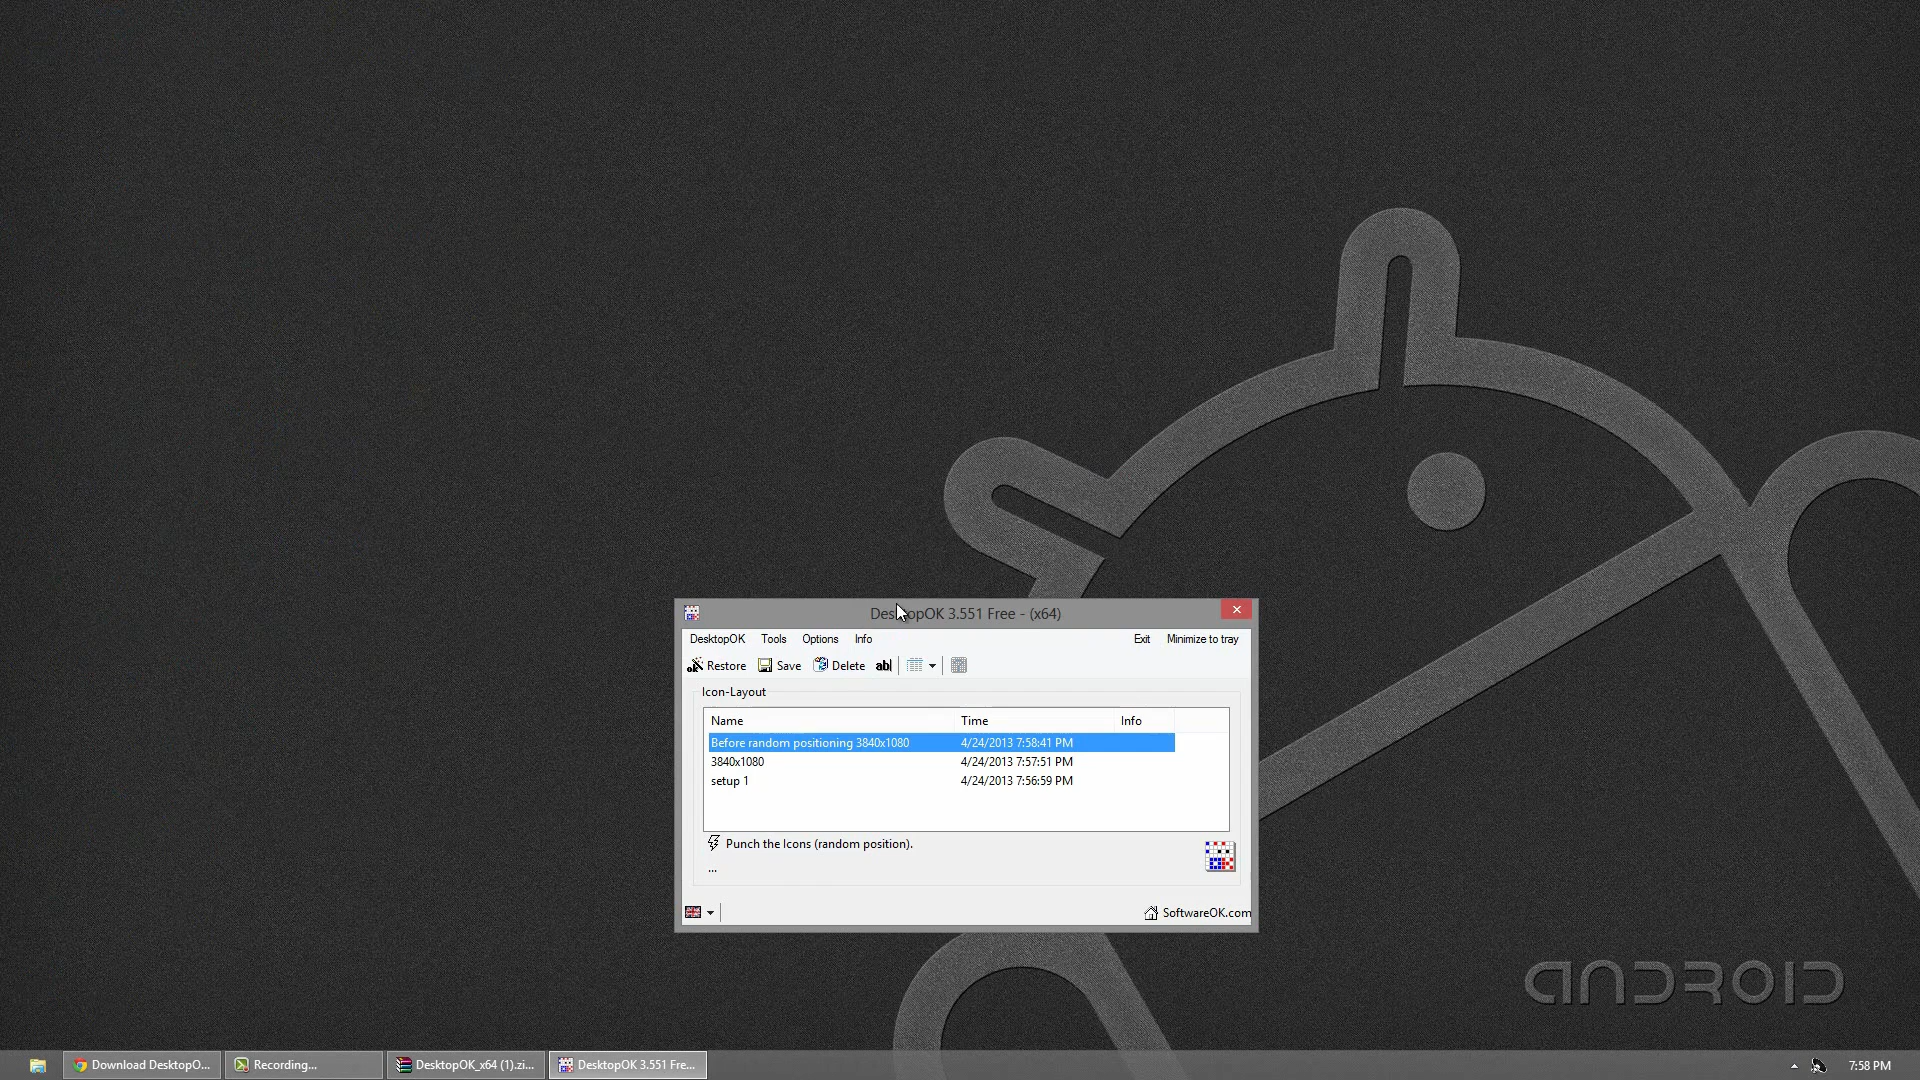 DesktopOK 3.551 Free - (x64)
DesktopOK Tools Options Info Exit Minimize to tray
Restore Save Delete ab|
Icon-Layout
Name Time Info
Before random positioning 3840x1080 4/24/2013 7:58:41 PM
3840x1080 4/24/2013 7:57:51 PM
setup 1 4/24/2013 7:56:59 PM
Punch the Icons (random position).
...
SoftwareOK.com
ANDROID
Download DesktopO... Recording... DesktopOK_x64 (1).zi... DesktopOK 3.551 Free... 7:58 PM